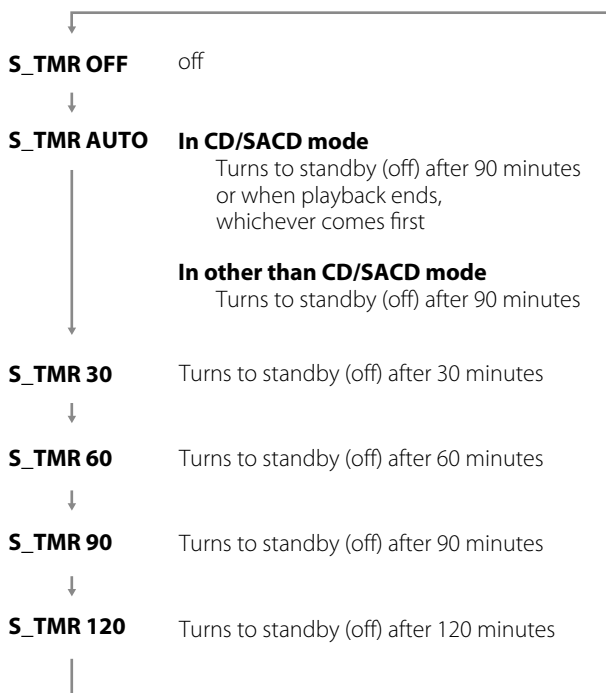 S_TMR OFF off
S_TMR AUTO In CD/SACD mode
Turns to standby (off) after 90 minutes
or when playback ends,
whichever comes first
In other than CD/SACD mode
Turns to standby (off) after 90 minutes
S_TMR 30 Turns to standby (off) after 30 minutes
S_TMR 60 Turns to standby (off) after 60 minutes
S_TMR 90 Turns to standby (off) after 90 minutes
S_TMR 120 Turns to standby (off) after 120 minutes